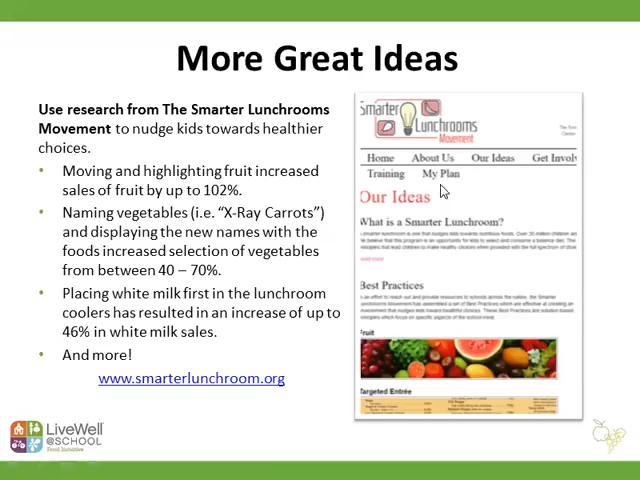 More Great Ideas
Use research from The Smarter Lunchrooms
Movement to nudge kids towards healthier
choices.
• Moving and highlighting fruit increased
sales of fruit by up to 102%.
• Naming vegetables (i.e. “X-Ray Carrots”)
and displaying the new names with the
foods increased selection of vegetables
from between 40 – 70%.
• Placing white milk first in the lunchroom
coolers has resulted in an increase of up to
46% in white milk sales.
• And more!
www.smarterlunchroom.org
Smarter
Lunchrooms
Movement
Home About Us Our Ideas Get Involv
Training My Plan
Our Ideas
What is a Smarter Lunchroom?
read more
Best Practices
Fruit
Targeted Entrée
LiveWell
@SCHOOL
Food Initiative